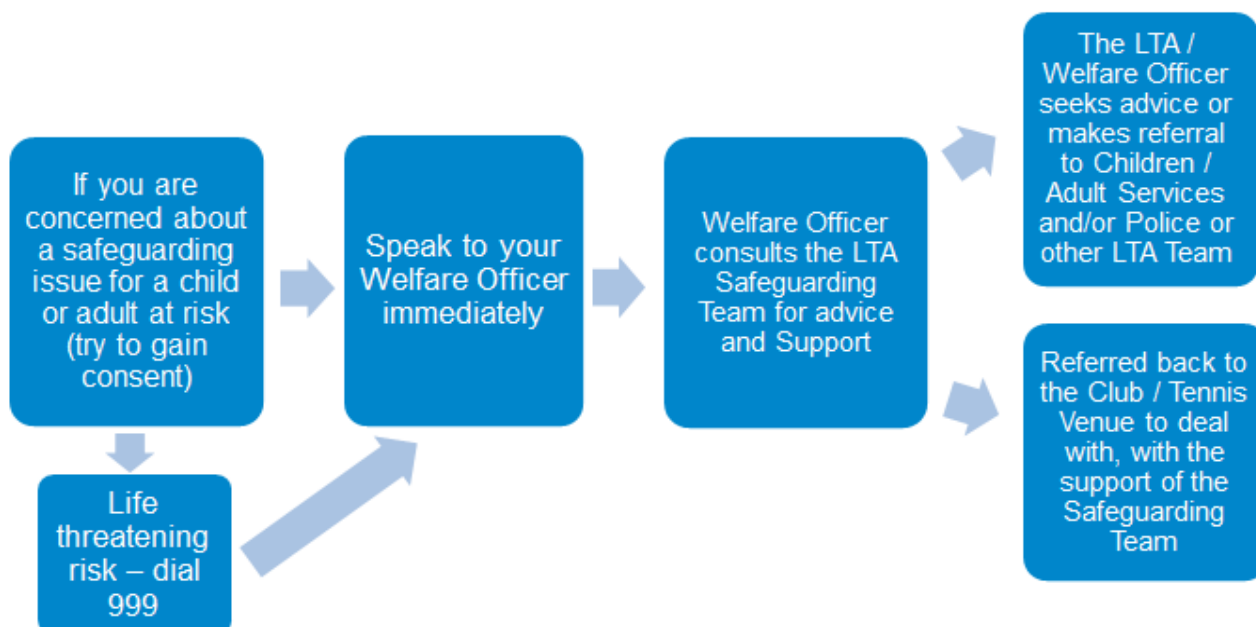 If you are
concerned about
a safeguarding
issue for a child
or adult at risk
(try to gain
consent)
Life
threatening
risk – dial
999
Speak to your
Welfare Officer
immediately
Welfare Officer
consults the LTA
Safeguarding
Team for advice
and Support
The LTA /
Welfare Officer
seeks advice or
makes referral
to Children /
Adult Services
and/or Police or
other LTA Team
Referred back to
the Club / Tennis
Venue to deal
with, with the
support of the
Safeguarding
Team